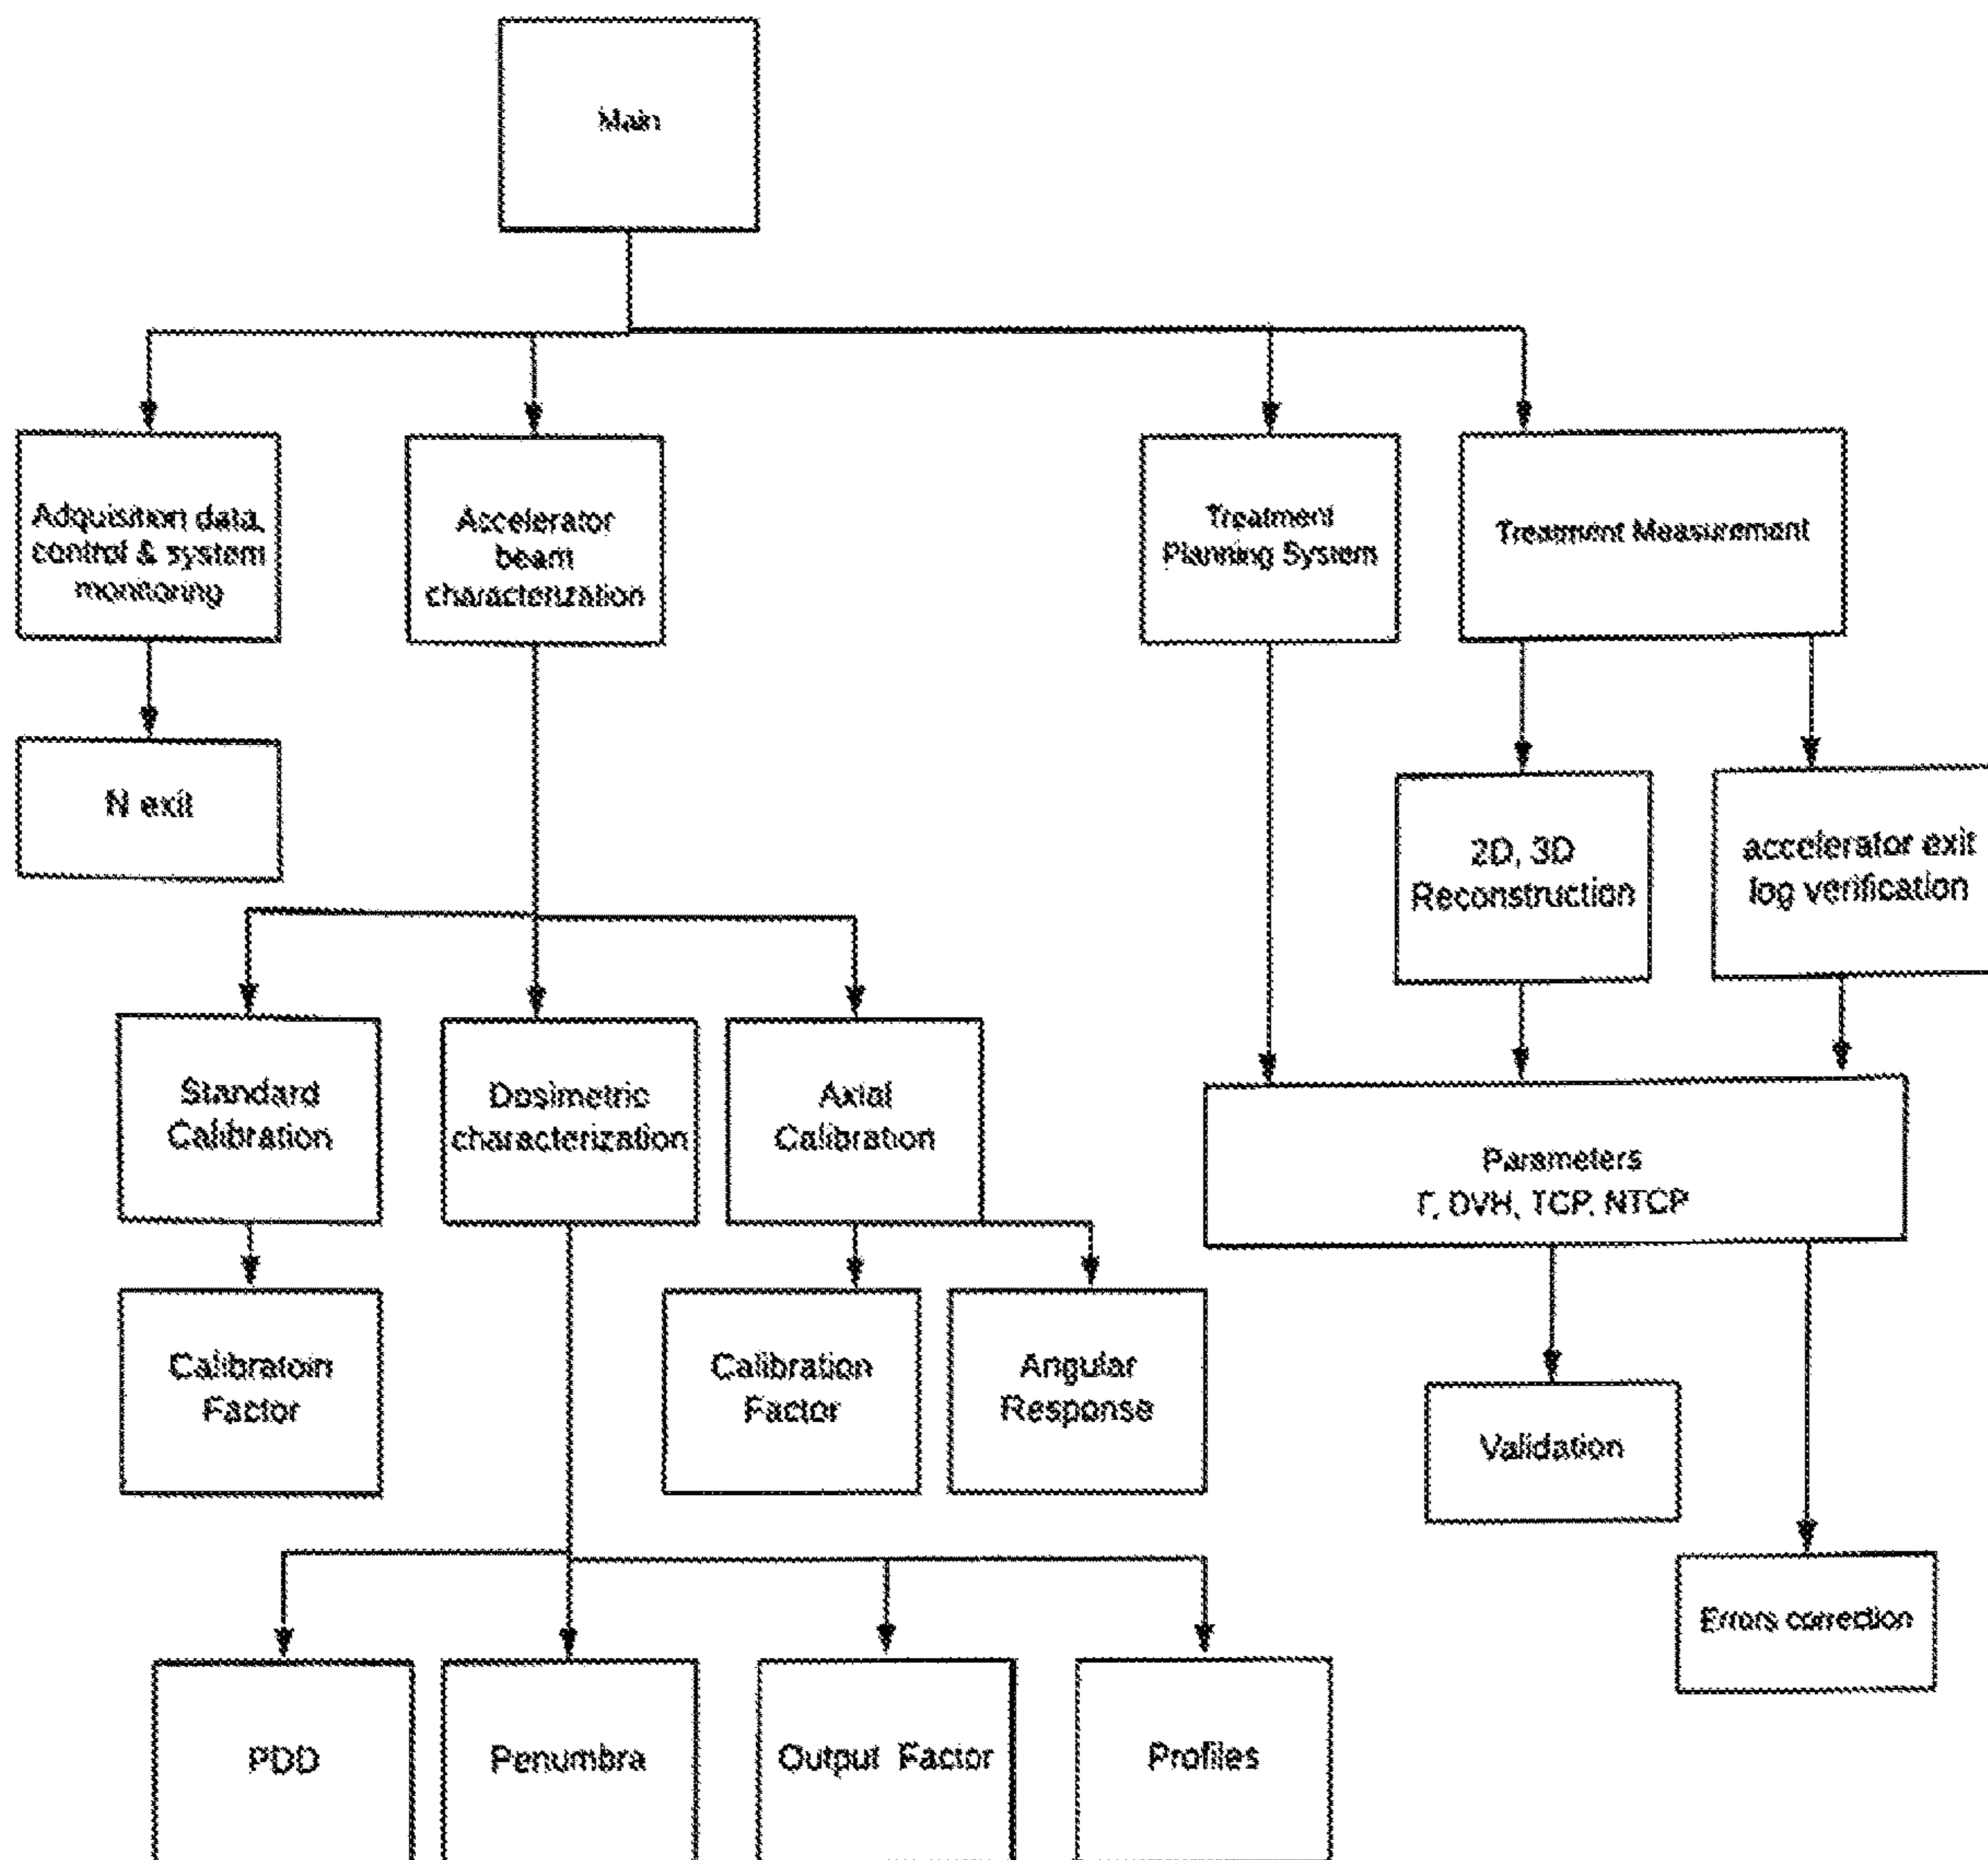 Main
Adquisition data,
control & system
monitoring
Accelerator
beam
characterization
Treatment
Planning System
Treatment Measurement
N exit
2D, 3D
Reconstruction
accelerator exit
log verification
Standard
Calibration
Dosimetric
characterization
Axial
Calibration
Parameters
Γ, DVH, TCP, NTCP
Calibratoin
Factor
Calibration
Factor
Angular
Response
Validation
Errors correction
PDD
Penumbra
Output Factor
Profiles